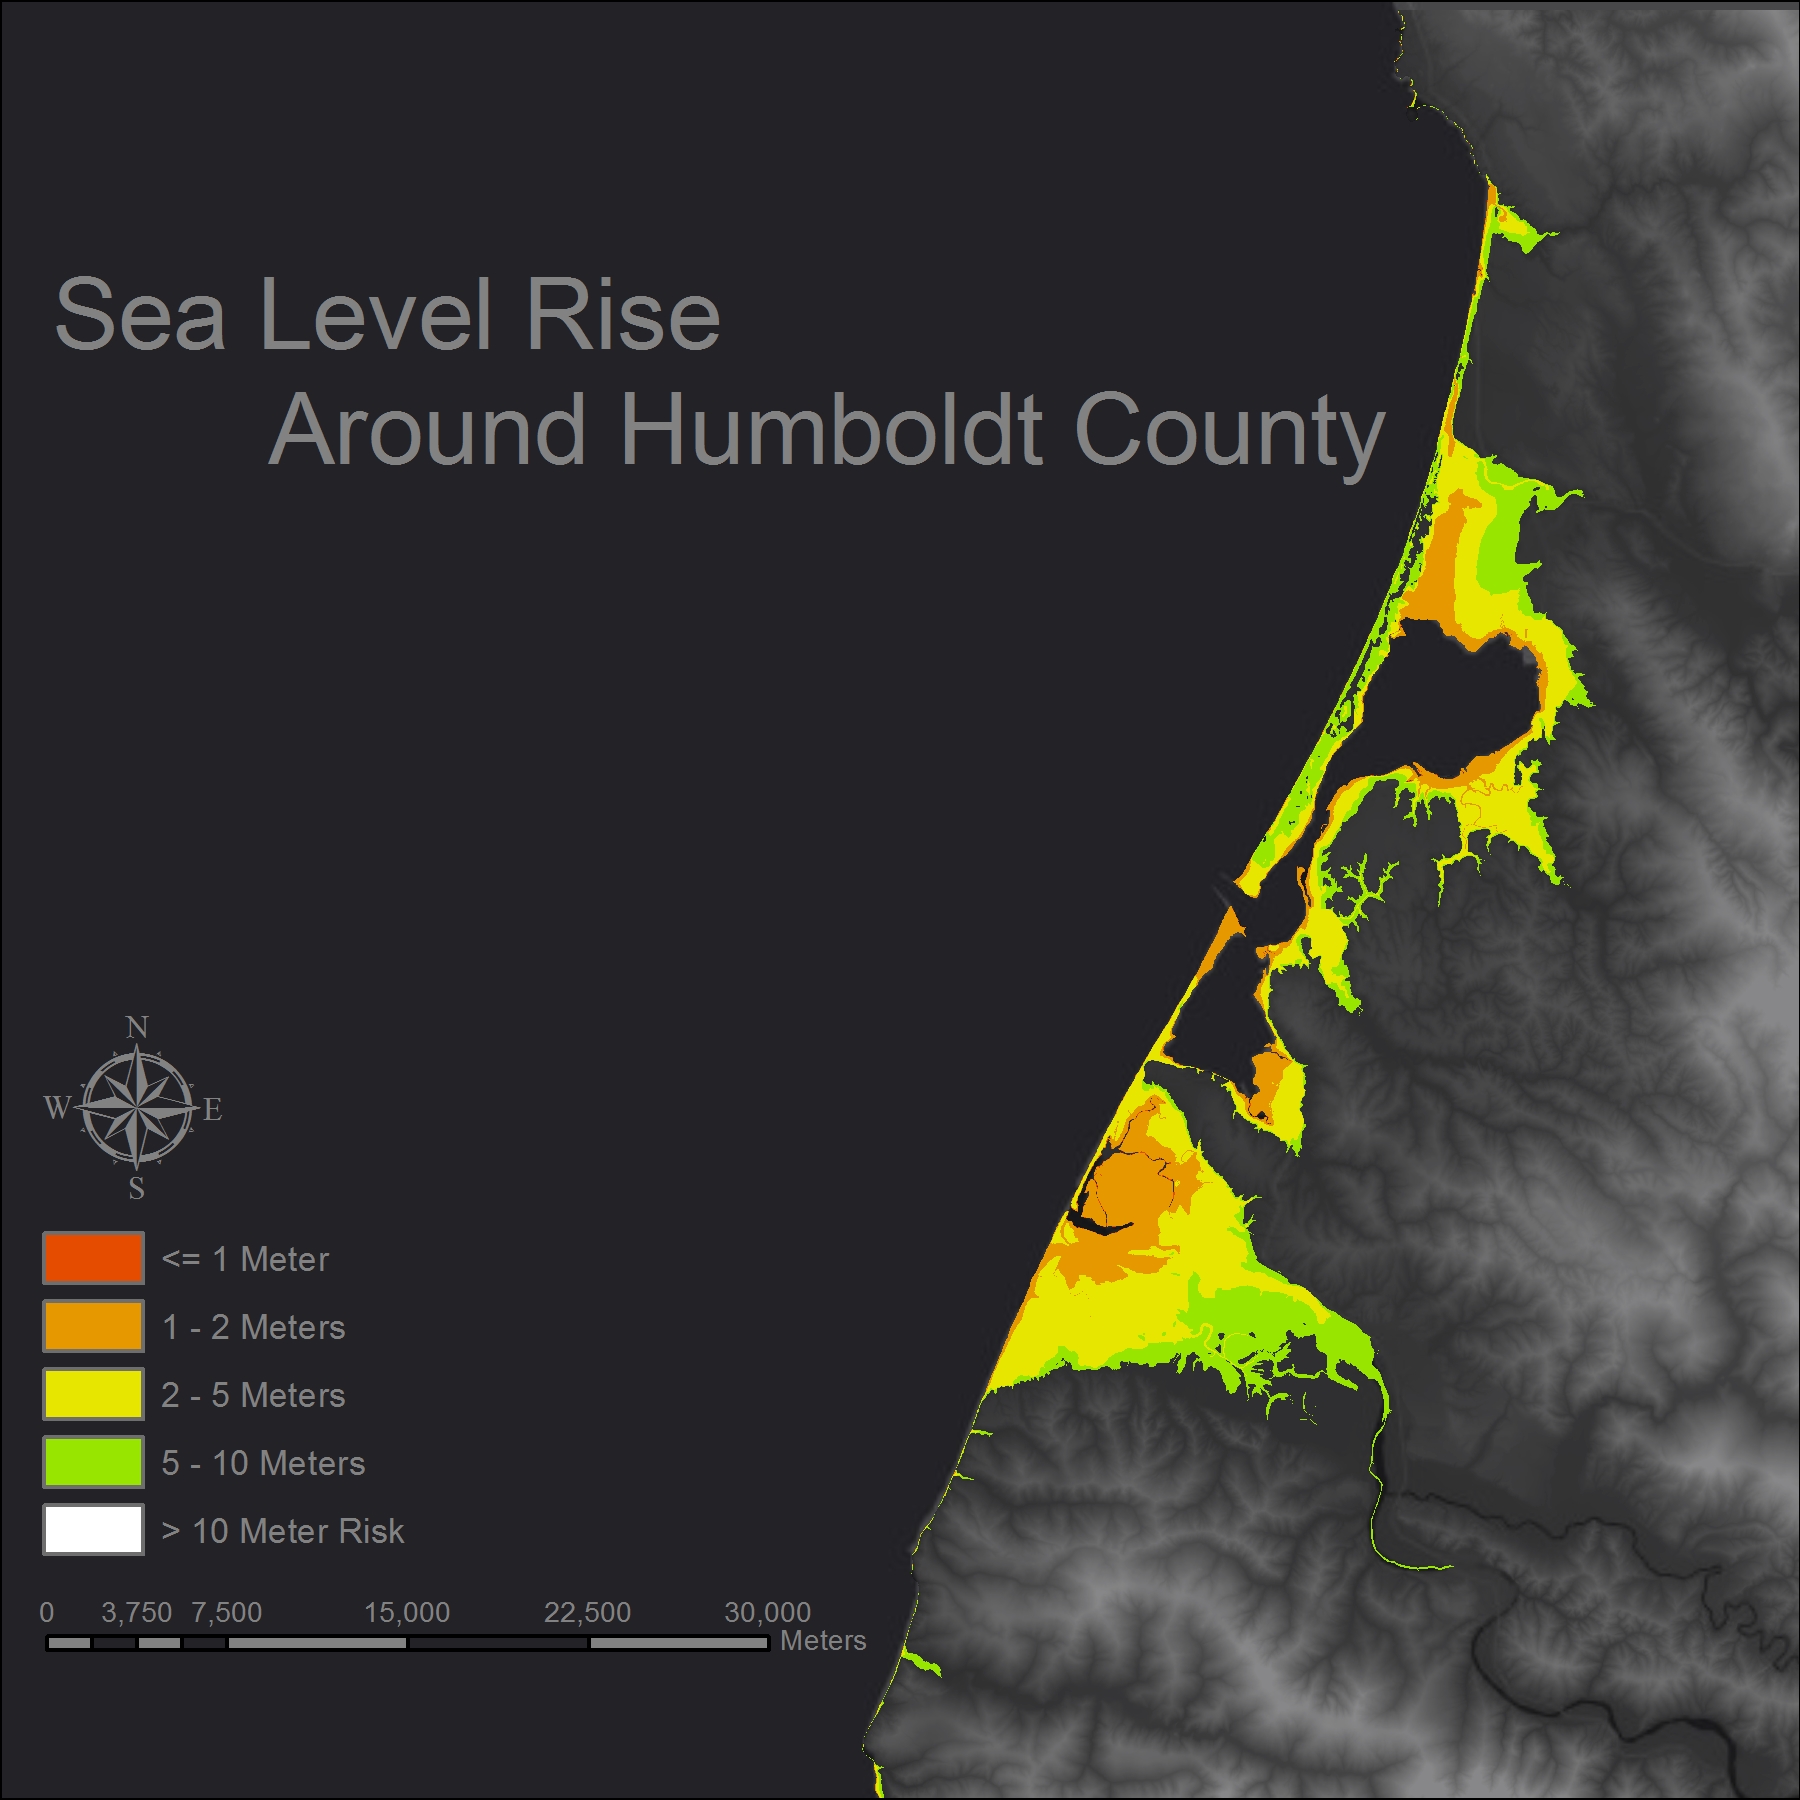 Sea Level Rise
Around Humboldt County
N
W E
S
<= 1 Meter
1 - 2 Meters
2 - 5 Meters
5 - 10 Meters
> 10 Meter Risk
0 3,750 7,500 15,000 22,500 30,000
Meters